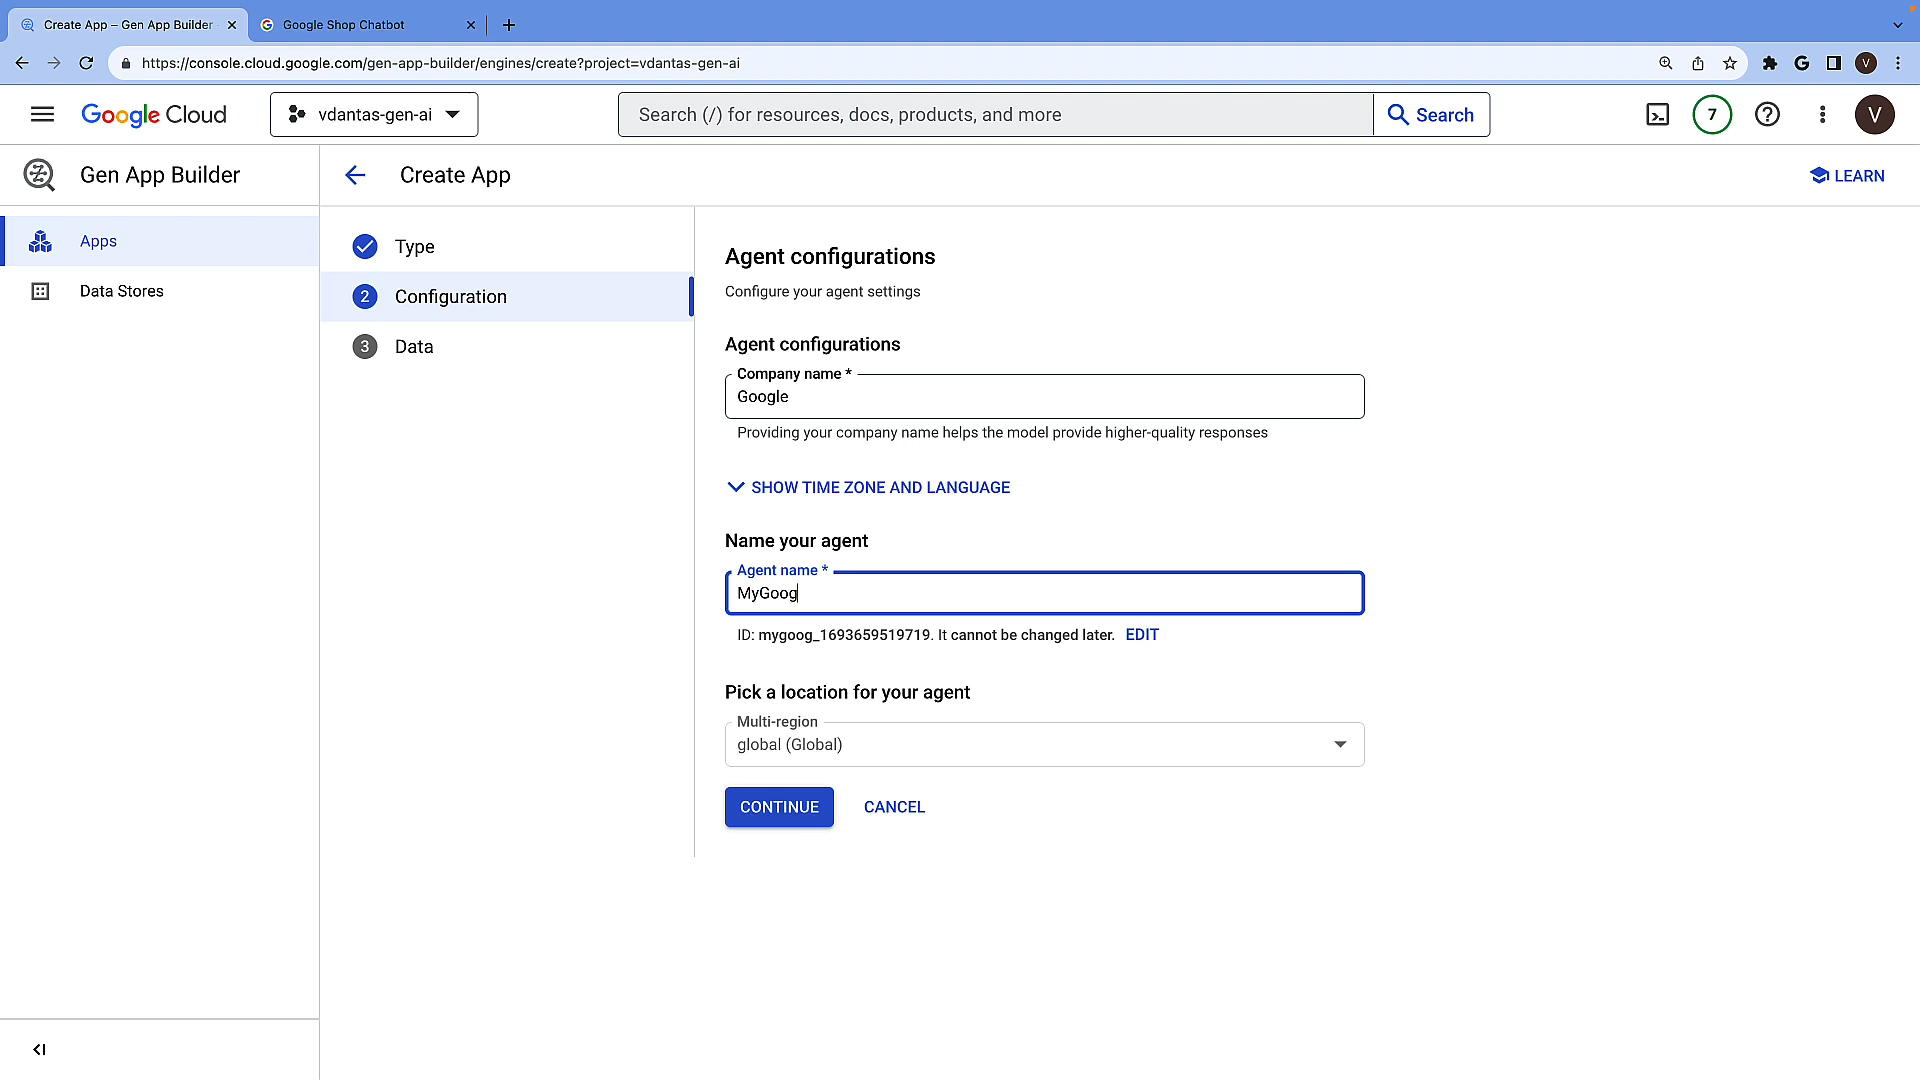 Create App – Gen App Builder
Google Shop Chatbot
https://console.cloud.google.com/gen-app-builder/engines/create?project=vdantas-gen-ai
V
Google Cloud
vdantas-gen-ai
Search (/) for resources, docs, products, and more
Search
7
V
Gen App Builder
Create App
LEARN
Apps
Data Stores
Type
2 Configuration
3 Data
Agent configurations
Configure your agent settings
Agent configurations
Company name *
Google
Providing your company name helps the model provide higher-quality responses
SHOW TIME ZONE AND LANGUAGE
Name your agent
Agent name *
MyGoog
ID: mygoog_1693659519719. It cannot be changed later. EDIT
Pick a location for your agent
Multi-region
global (Global)
CONTINUE
CANCEL